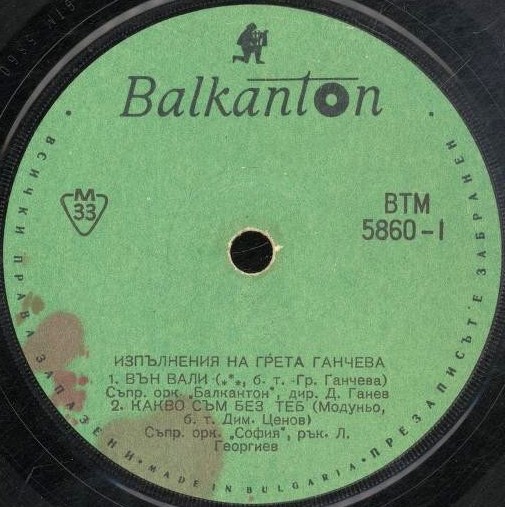 Balkanton
М
33
ВТМ
5860-1
ИЗПЪЛНЕНИЯ НА ГРЕТА ГАНЧЕВА
1. ВЪН ВАЛИ (***, б. т. -Гр. Ганчева)
Съпр. орк. „Балкантон", дир. Д. Ганев
2. КАКВО СЪМ БЕЗ ТЕБ (Модуньо,
б. т. Дим. Ценов)
Съпр. орк. „София", рък. Л.
Георгиев
· ВСИЧКИ ПРАВА ЗАПАЗЕНИ · MADE IN BULGARIA · ПРЕЗАПИСЪТ Е ЗАБРАНЕН ·